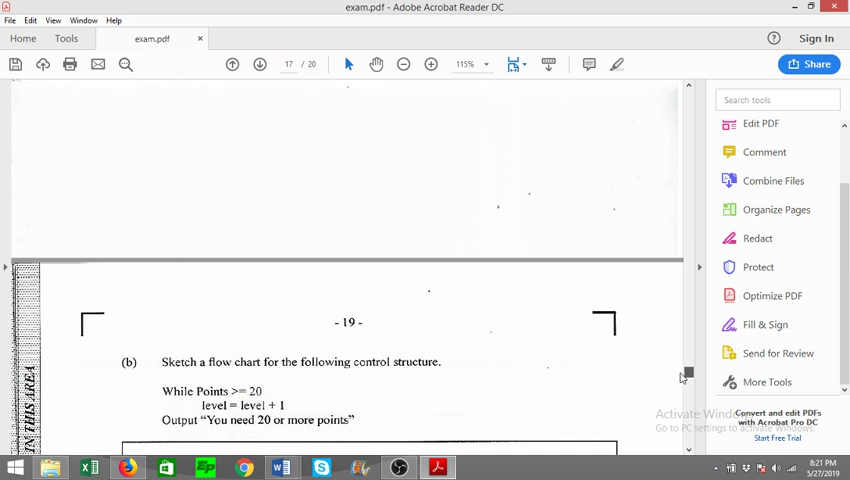 exam.pdf - Adobe Acrobat Reader DC
File Edit View Window Help
Home Tools exam.pdf × Sign In
17 / 20 115% Share
Search tools
Edit PDF
Comment
Combine Files
Organize Pages
Redact
Protect
Optimize PDF
Fill & Sign
Send for Review
More Tools
- 19 -
(b) Sketch a flow chart for the following control structure.
While Points >= 20
level = level + 1
Output "You need 20 or more points"
IN THIS AREA
Activate Windows
Go to PC settings to activate Windows.
Convert and edit PDFs
with Acrobat Pro DC
Start Free Trial
8:21 PM
5/27/2019